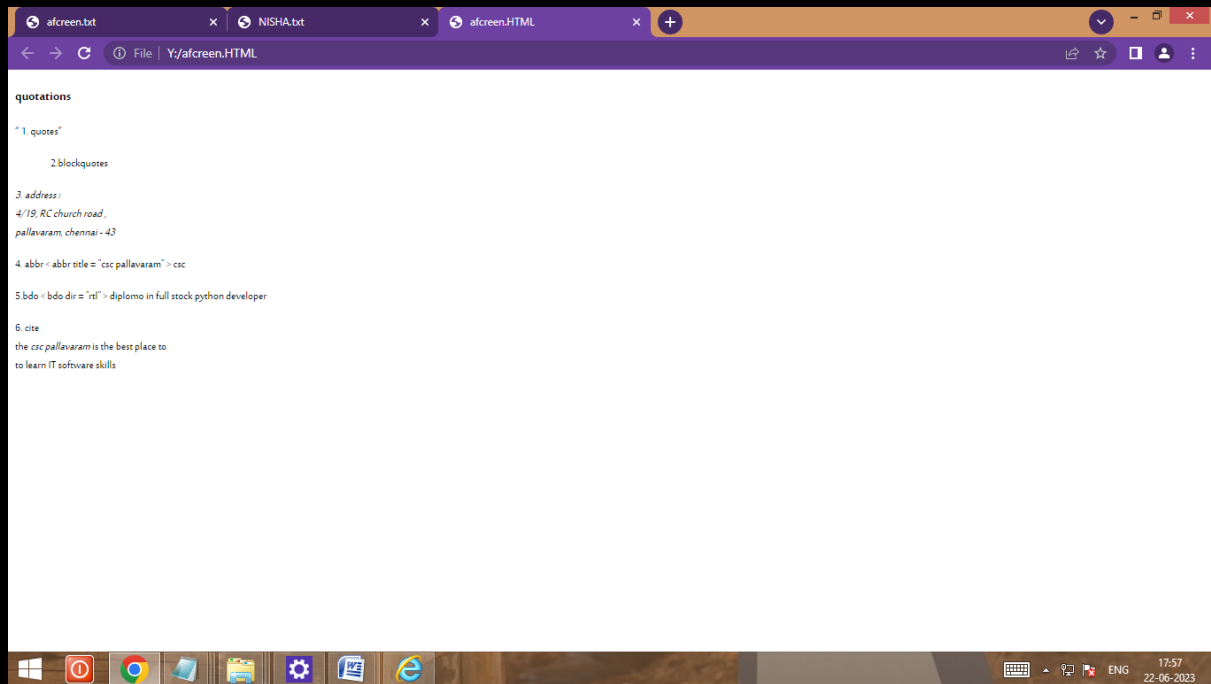 afcreen.txt
NISHA.txt
afcreen.HTML
File
Y:/afcreen.HTML
quotations
" 1. quotes"
2.blockquotes
3. address :
4/19, RC church road ,
pallavaram, chennai - 43
4. abbr < abbr title = "csc pallavaram" > csc
5.bdo < bdo dir = "rtl" > diplomo in full stock python developer
6. cite
the csc pallavaram is the best place to
to learn IT software skills
ENG
17:57
22-06-2023